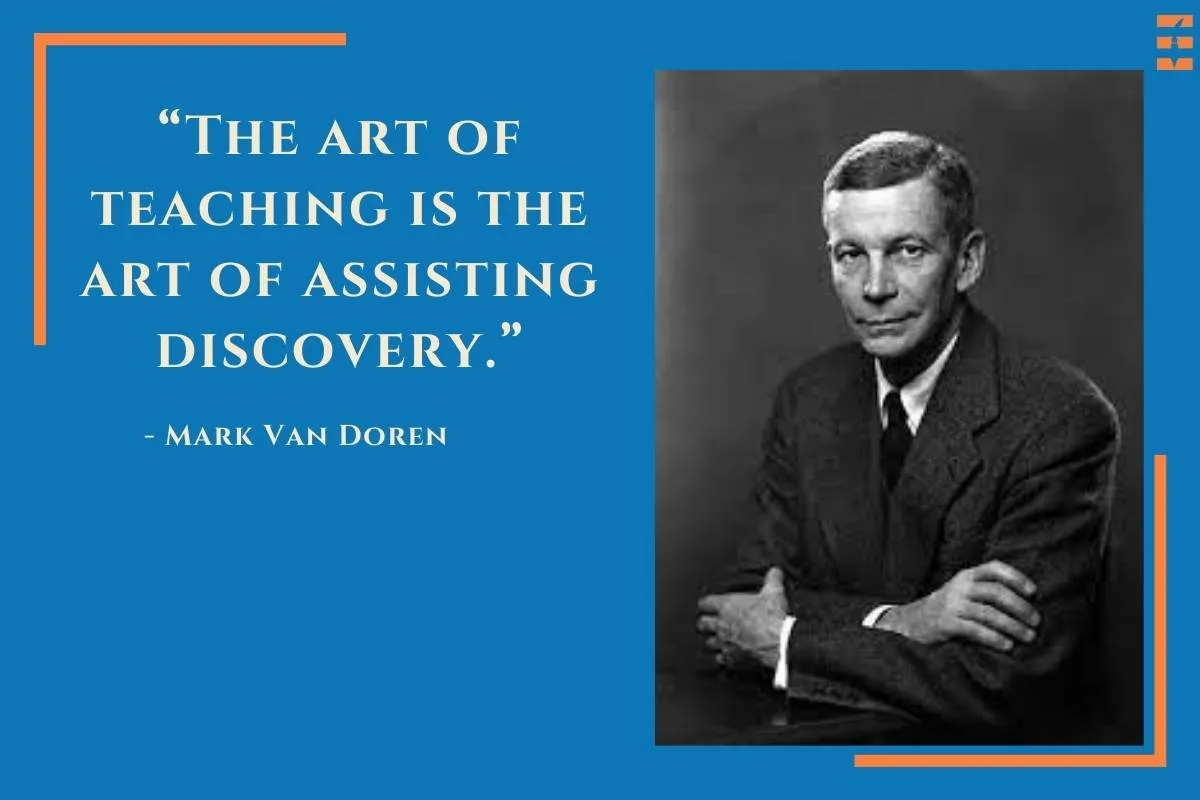 “The art of
teaching is the
art of assisting
discovery.”
- Mark Van Doren